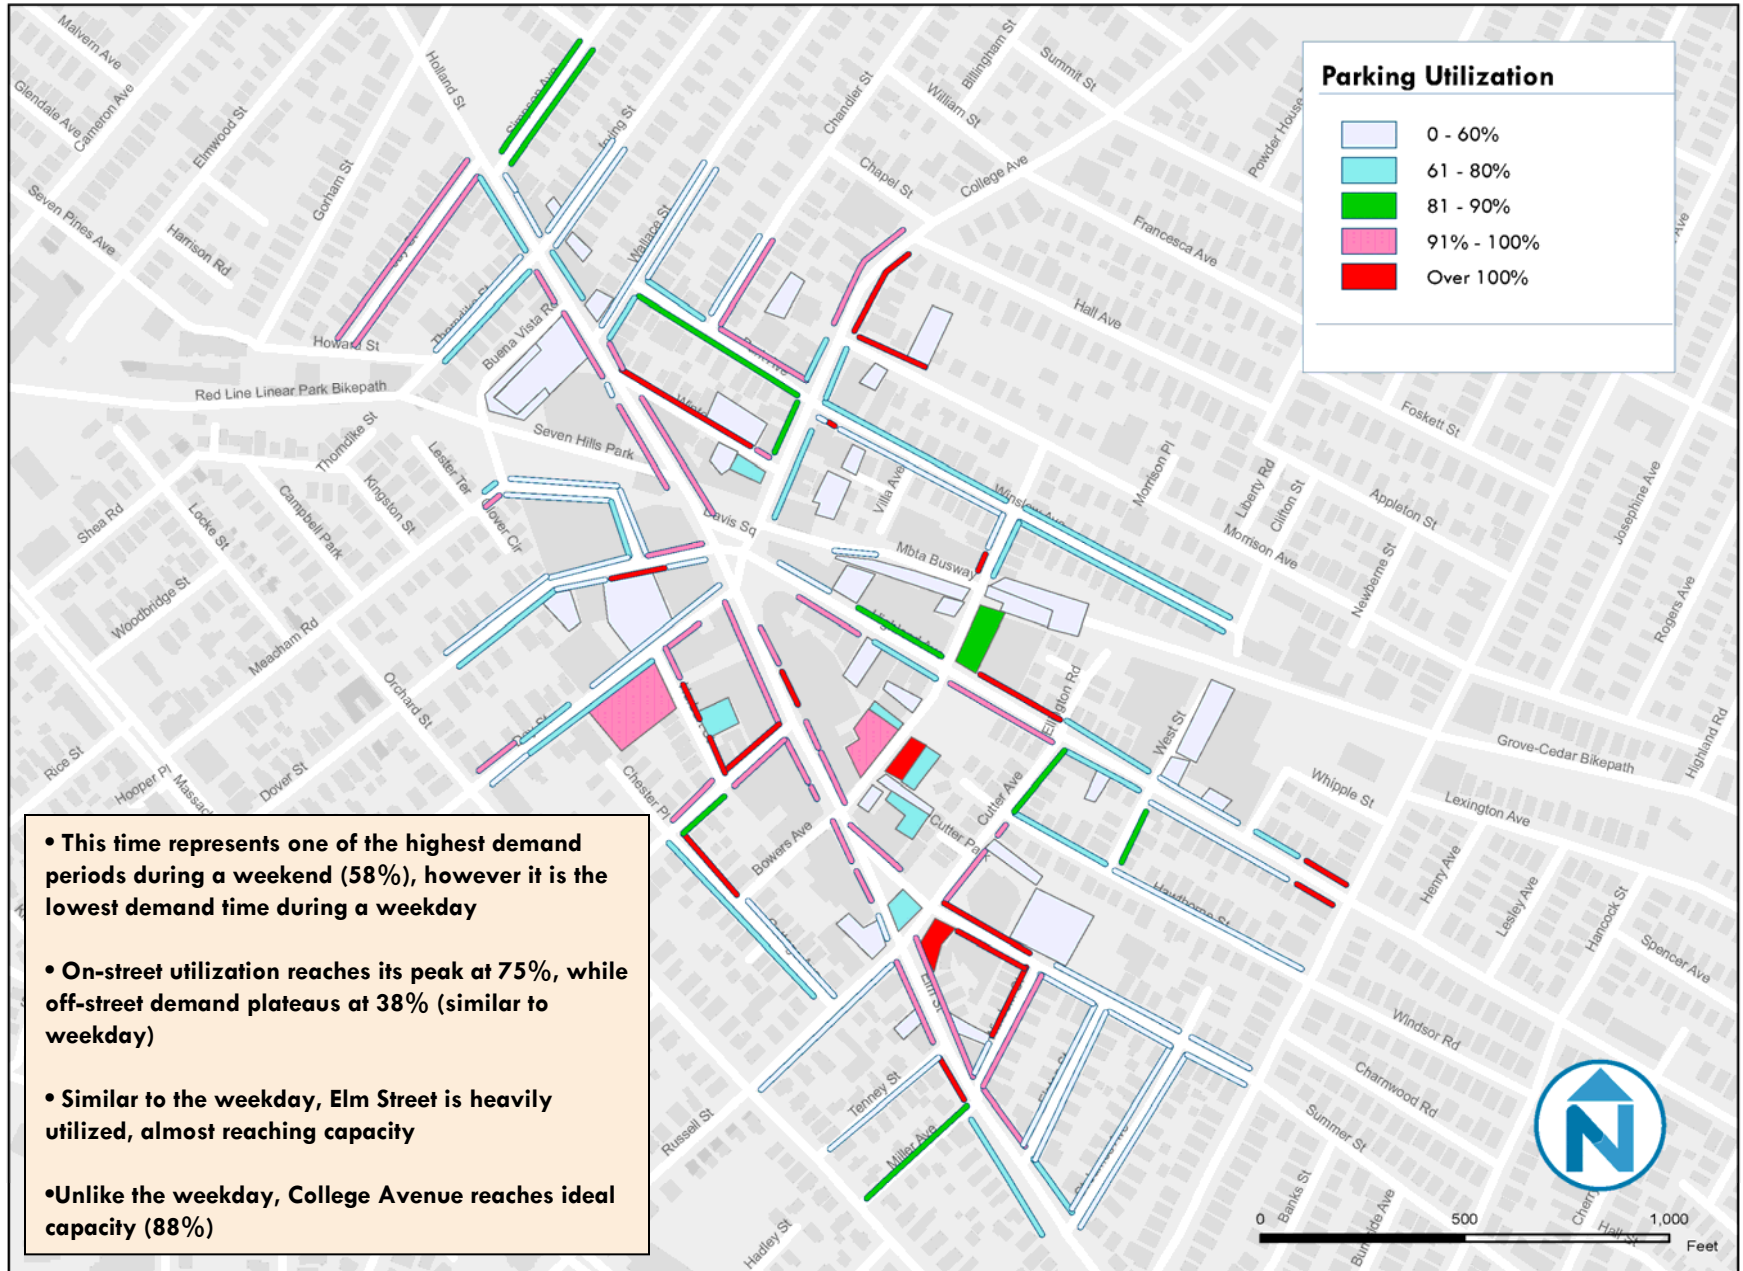 Malvern Ave
Glendale Ave
Cameron Ave
Elmwood St
Holland St
Simpson Ave
Irving St
Chandler St
Billingham St
Summit St
William St
Chapel St
College Ave
Francesca Ave
Seven Pines Ave
Harrison Rd
Gorham St
Wallace St
Hall Ave
Howard St
Buena Vista Rd
Red Line Linear Park Bikepath
Seven Hills Park
Thorndike St
Lester Ter
Kingston St
Campbell Park
Locke St
Shea Rd
Woodbridge St
Meacham Rd
Orchard St
Davis Sq
Villa Ave
Mbta Busway
Winslow Ave
Morrison Pl
Liberty Rd
Clifton St
Morrison Ave
Appleton St
Foskett St
Newberne St
Josephine Ave
Rogers Ave
Highland Rd
Grove-Cedar Bikepath
West St
Whipple St
Lexington Ave
Henry Ave
Lesley Ave
Hancock St
Spencer Ave
Hawthorne St
Cutter Ave
Cutter Park
Bowers Ave
Chester Pl
Dover St
Hooper Pl
Rice St
Elm St
Tenney St
Miller Ave
Russell St
Hadley St
Windsor Rd
Charnwood Rd
Summer St
Banks St
Hall St
Parking Utilization
0 - 60%
61 - 80%
81 - 90%
91% - 100%
Over 100%
• This time represents one of the highest demand
periods during a weekend (58%), however it is the
lowest demand time during a weekday
• On-street utilization reaches its peak at 75%, while
off-street demand plateaus at 38% (similar to
weekday)
• Similar to the weekday, Elm Street is heavily
utilized, almost reaching capacity
•Unlike the weekday, College Avenue reaches ideal
capacity (88%)
N
0 500 1,000
Feet